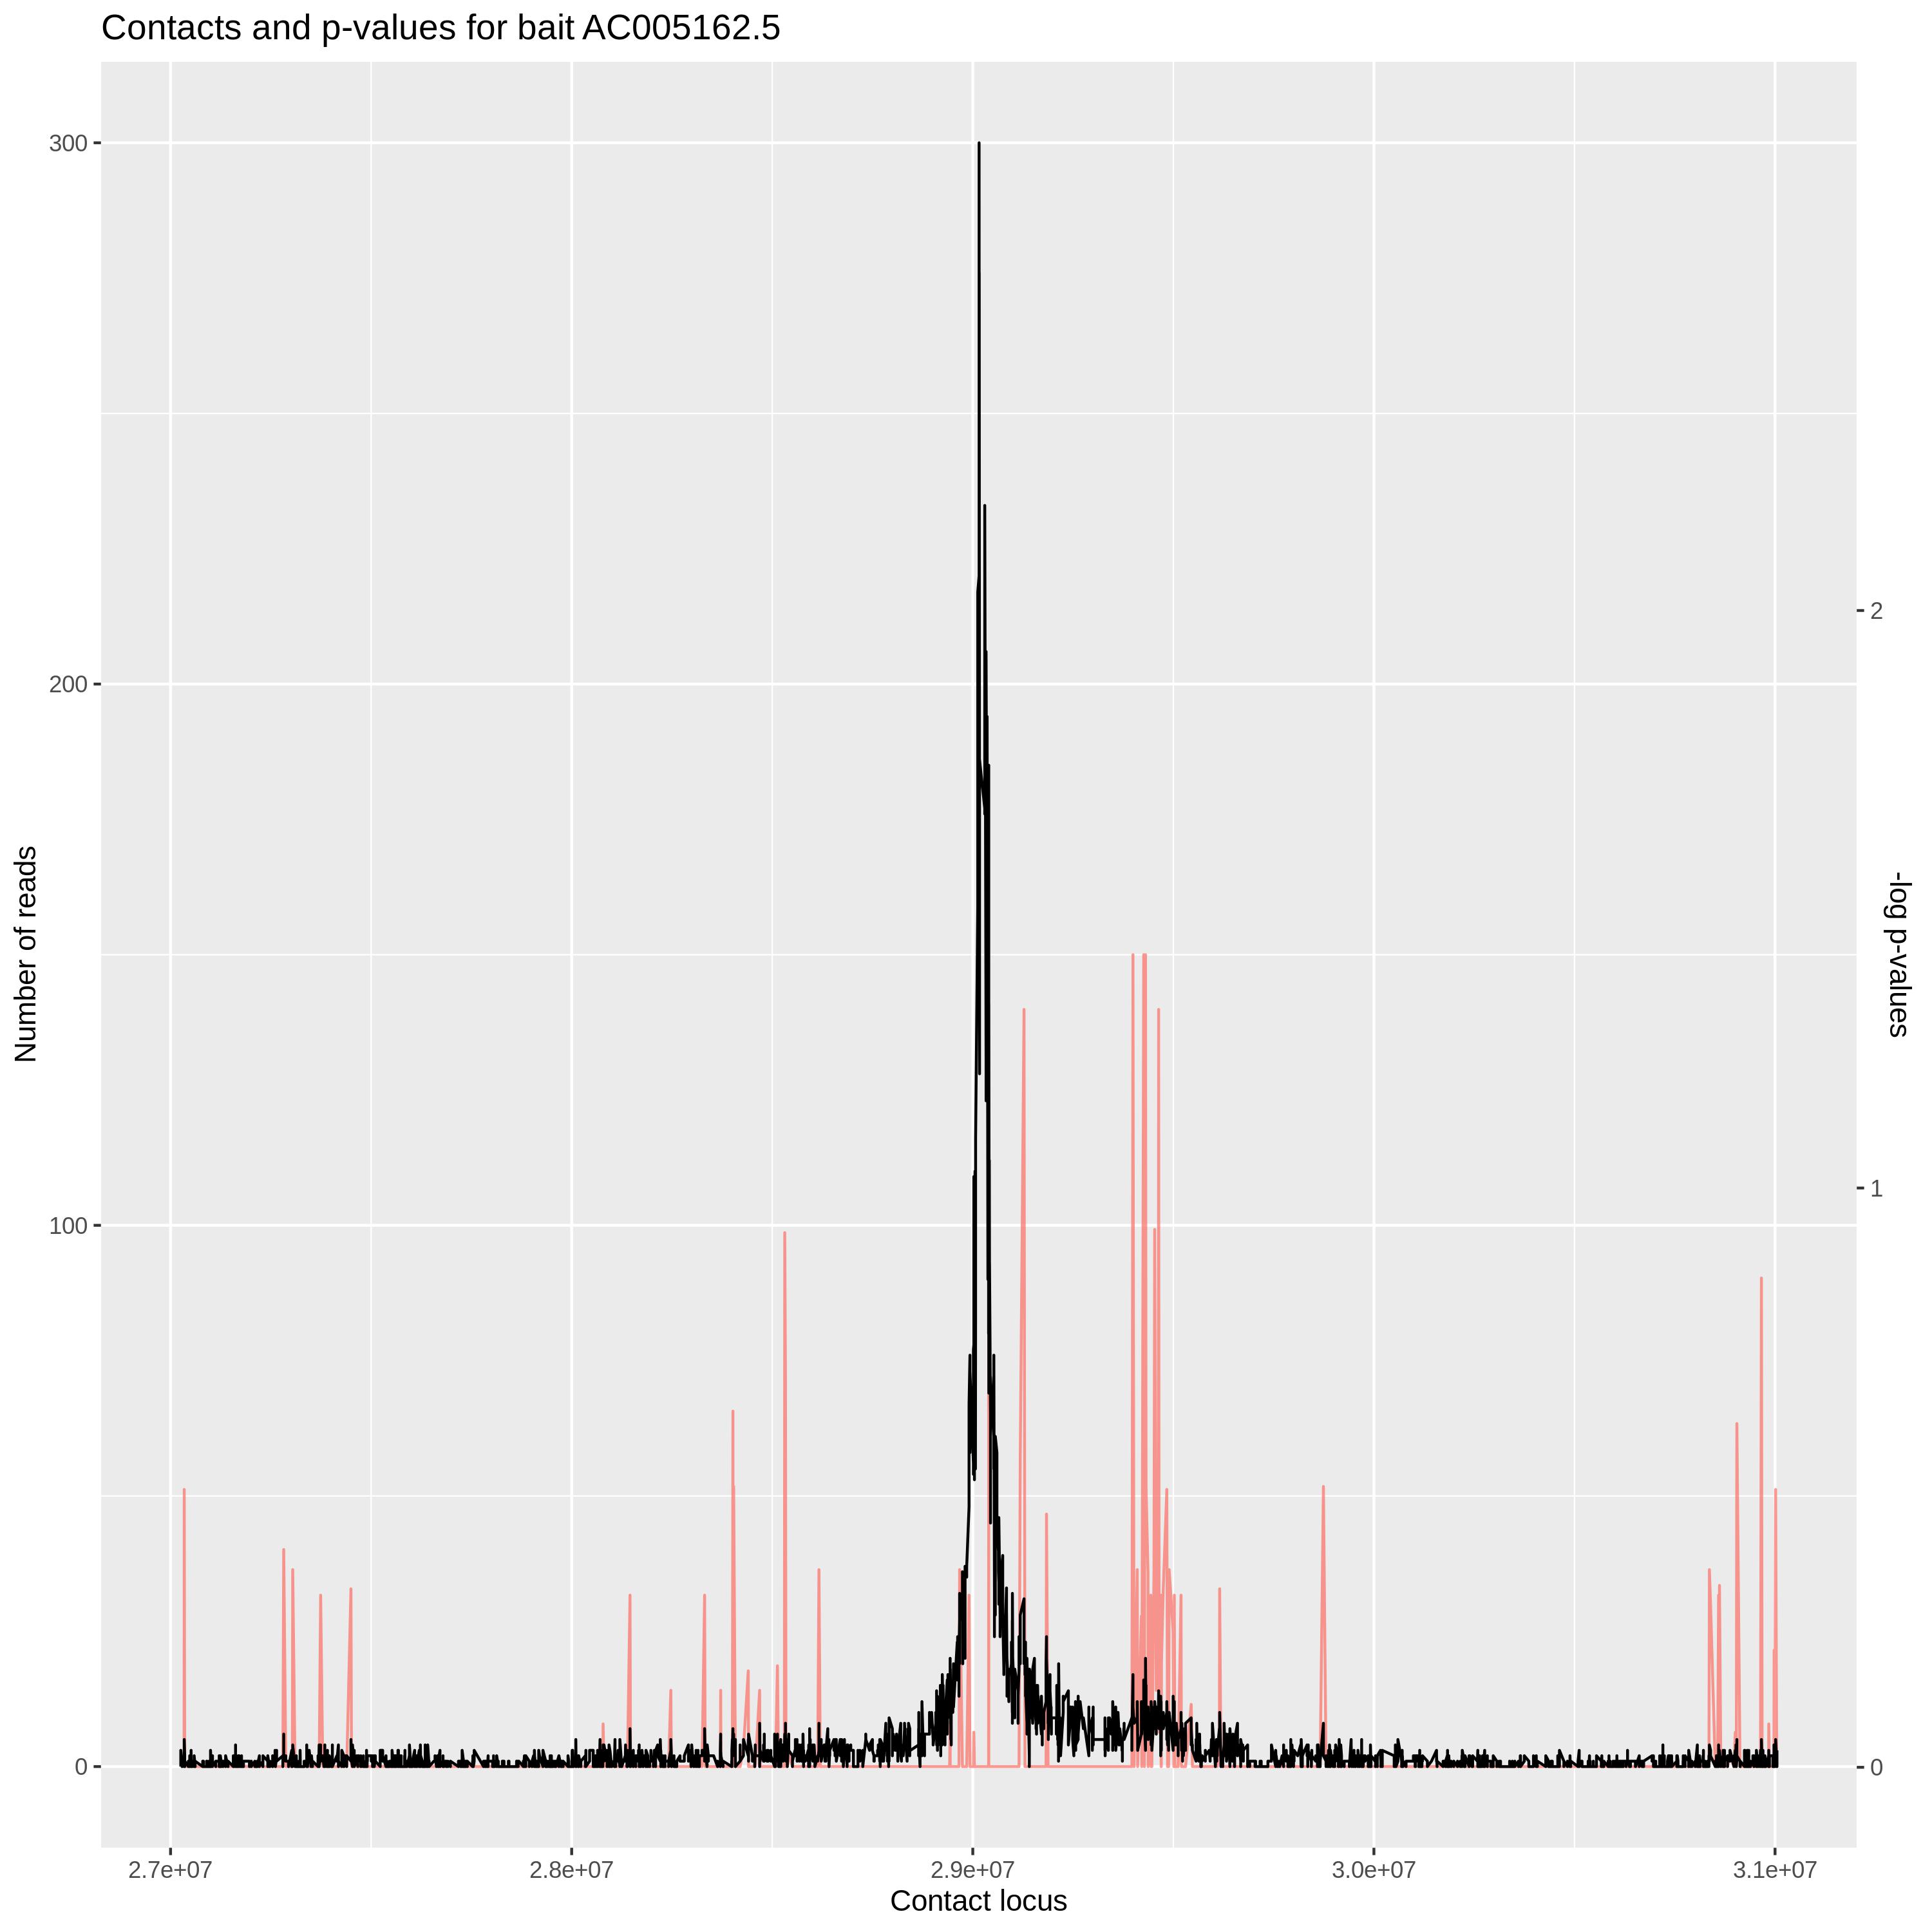 Contacts and p-values for bait AC005162.5
300
200
100
0
Number of reads
2
1
0
-log p-values
2.7e+07
2.8e+07
2.9e+07
3.0e+07
3.1e+07
Contact locus